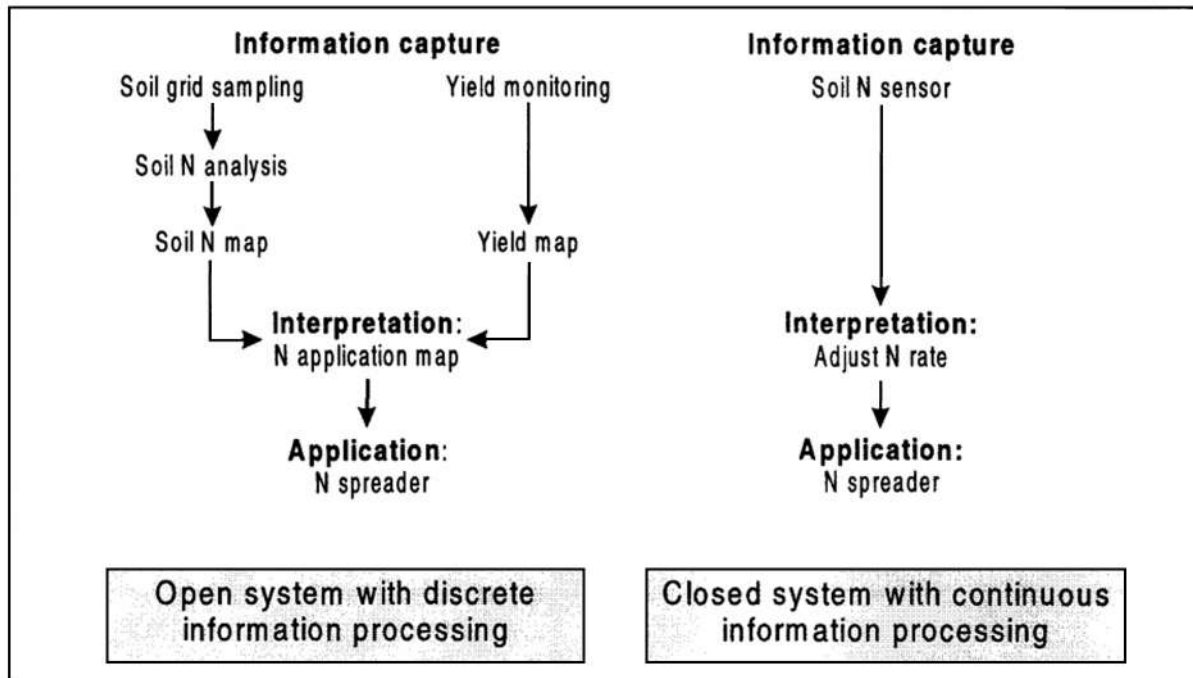 Information capture
Soil grid sampling
Yield monitoring
Soil N analysis
Soil N map
Yield map
Interpretation:
N application map
Application:
N spreader
Open system with discrete
information processing
Information capture
Soil N sensor
Interpretation:
Adjust N rate
Application:
N spreader
Closed system with continuous
information processing